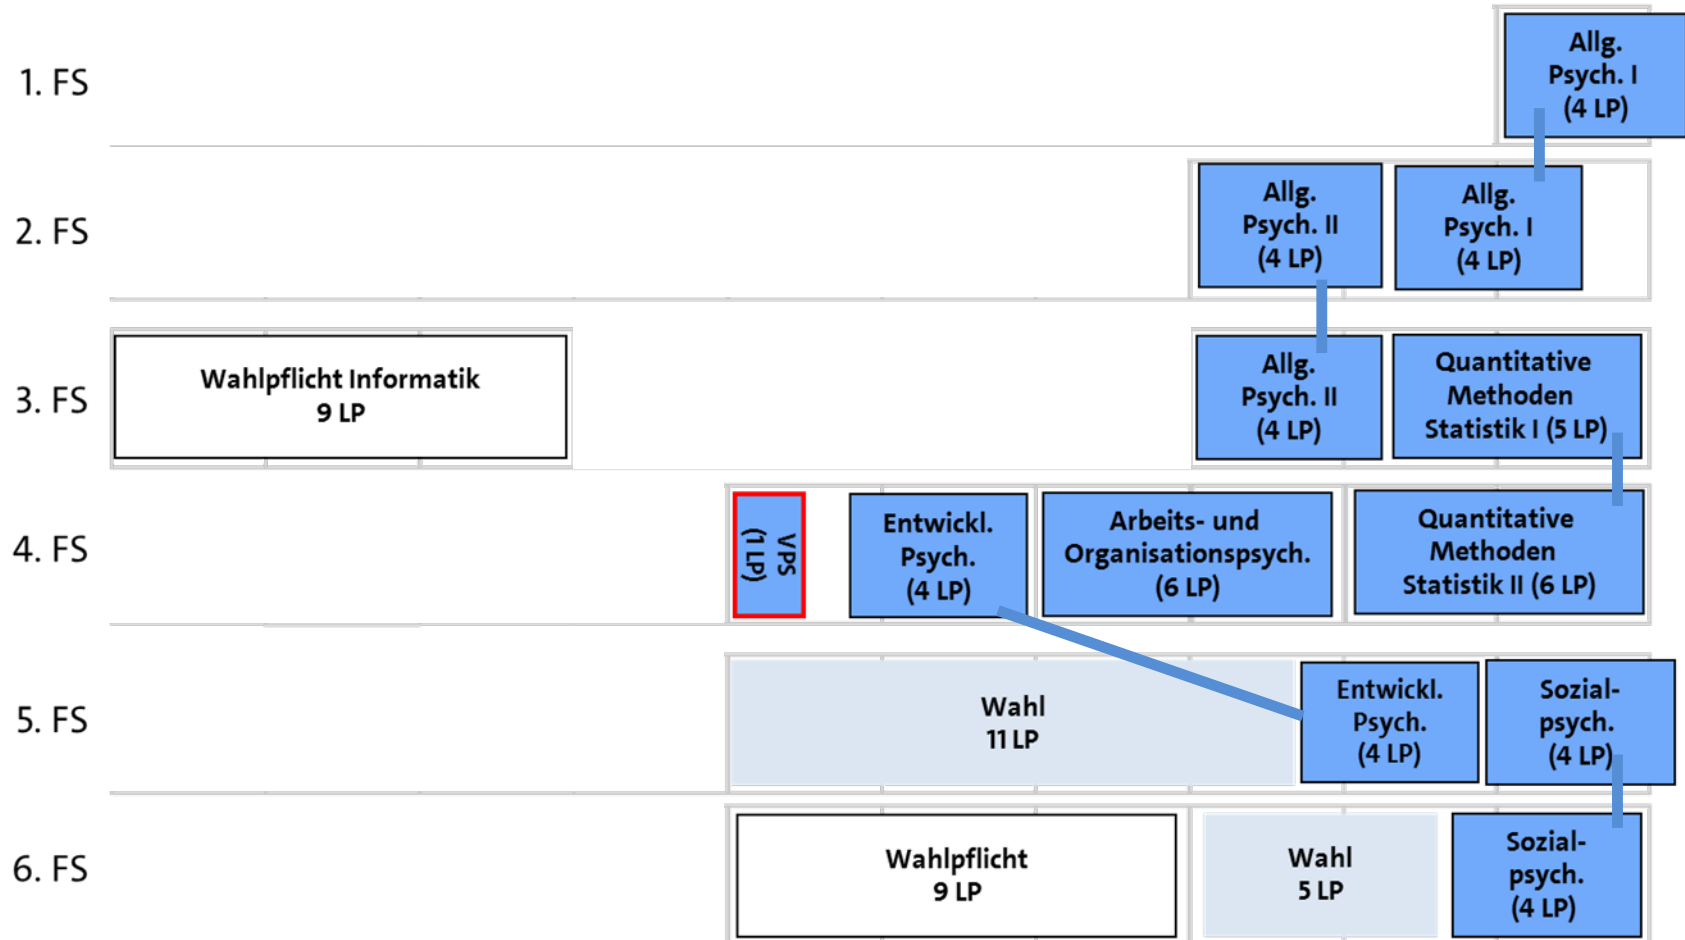 1. FS
Allg.
Psych. I
(4 LP)
2. FS
Allg.
Psych. II
(4 LP)
Allg.
Psych. I
(4 LP)
3. FS
Wahlpflicht Informatik
9 LP
Allg.
Psych. II
(4 LP)
Quantitative
Methoden
Statistik I (5 LP)
4. FS
VPS
(1 LP)
Entwickl.
Psych.
(4 LP)
Arbeits- und
Organisationspsych.
(6 LP)
Quantitative
Methoden
Statistik II (6 LP)
5. FS
Wahl
11 LP
Entwickl.
Psych.
(4 LP)
Sozial-
psych.
(4 LP)
6. FS
Wahlpflicht
9 LP
Wahl
5 LP
Sozial-
psych.
(4 LP)